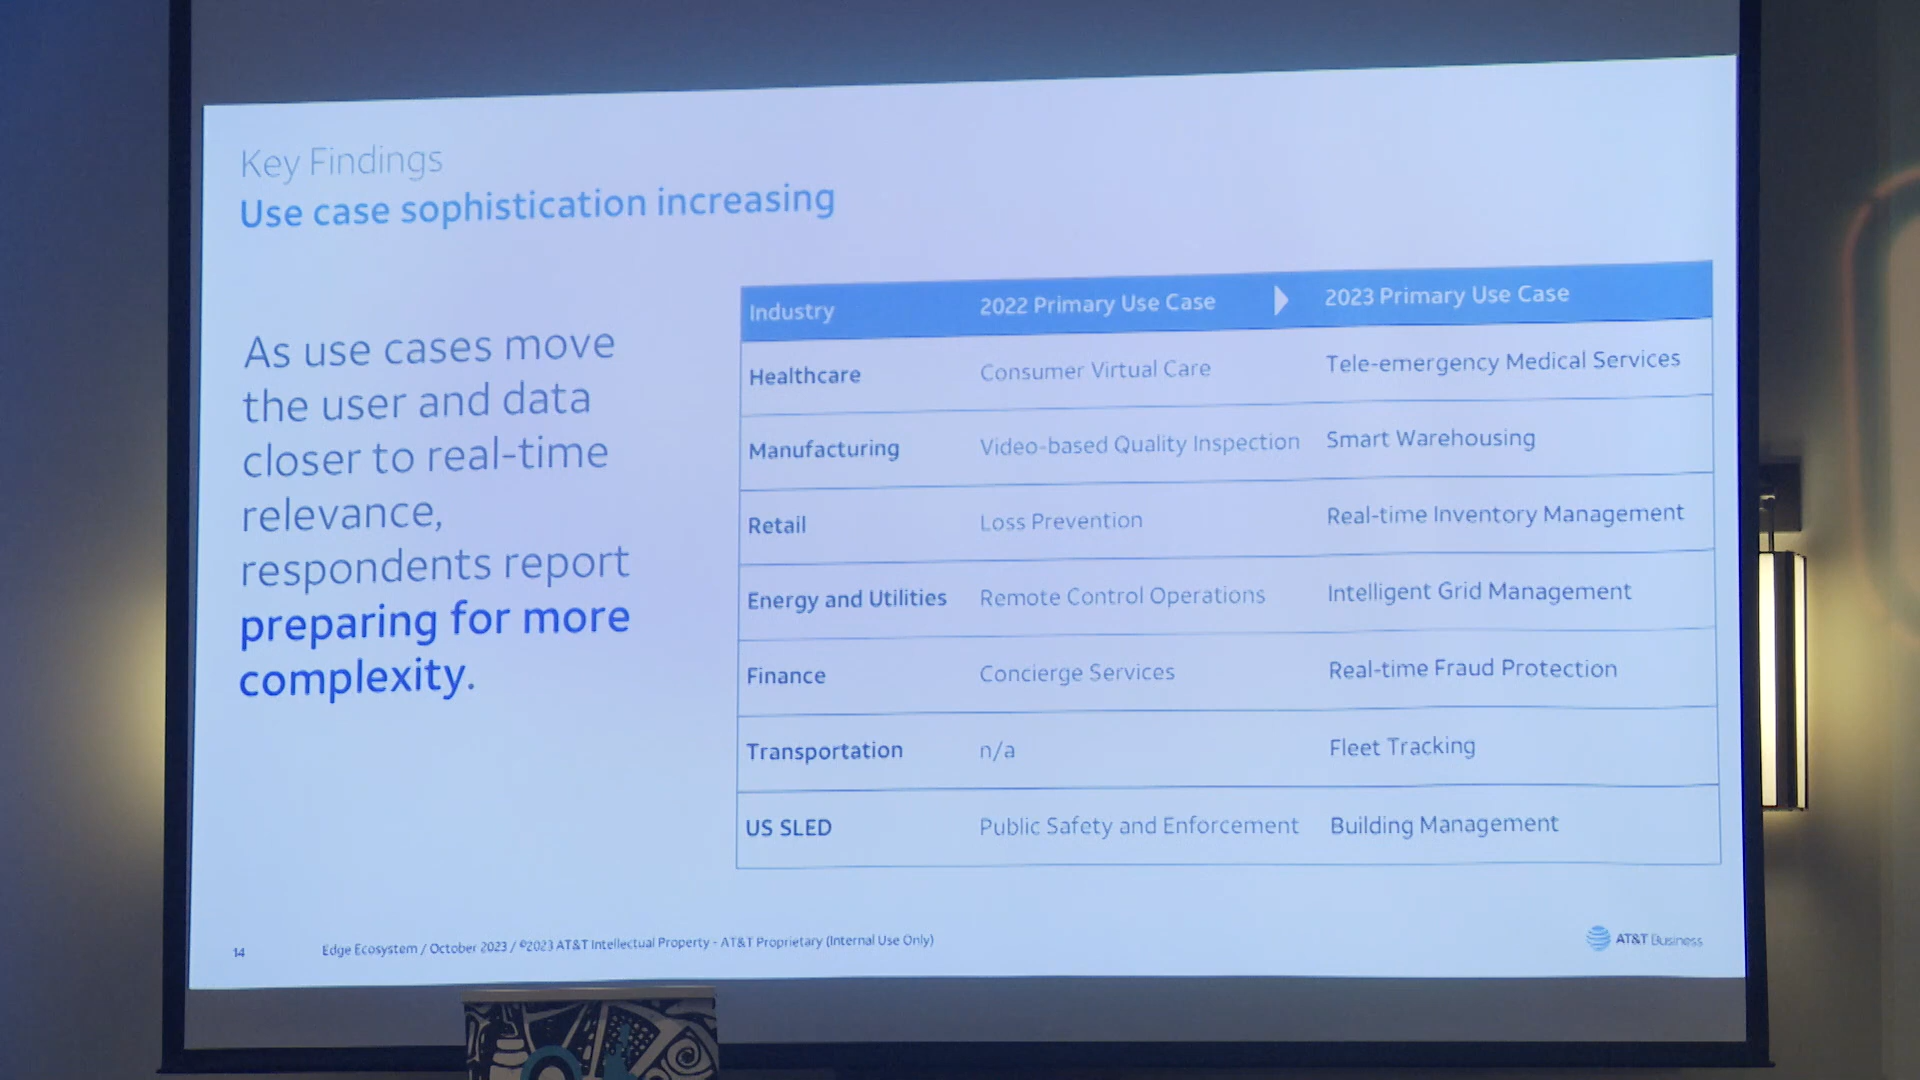 Key Findings
Use case sophistication increasing
As use cases move
the user and data
closer to real-time
relevance,
respondents report
preparing for more
complexity.
Industry 2022 Primary Use Case 2023 Primary Use Case
Healthcare Consumer Virtual Care Tele-emergency Medical Services
Manufacturing Video-based Quality Inspection Smart Warehousing
Retail Loss Prevention Real-time Inventory Management
Energy and Utilities Remote Control Operations Intelligent Grid Management
Finance Concierge Services Real-time Fraud Protection
Transportation n/a Fleet Tracking
US SLED Public Safety and Enforcement Building Management
14 Edge Ecosystem / October 2023 / ©2023 AT&T Intellectual Property - AT&T Proprietary (Internal Use Only)
AT&T Business